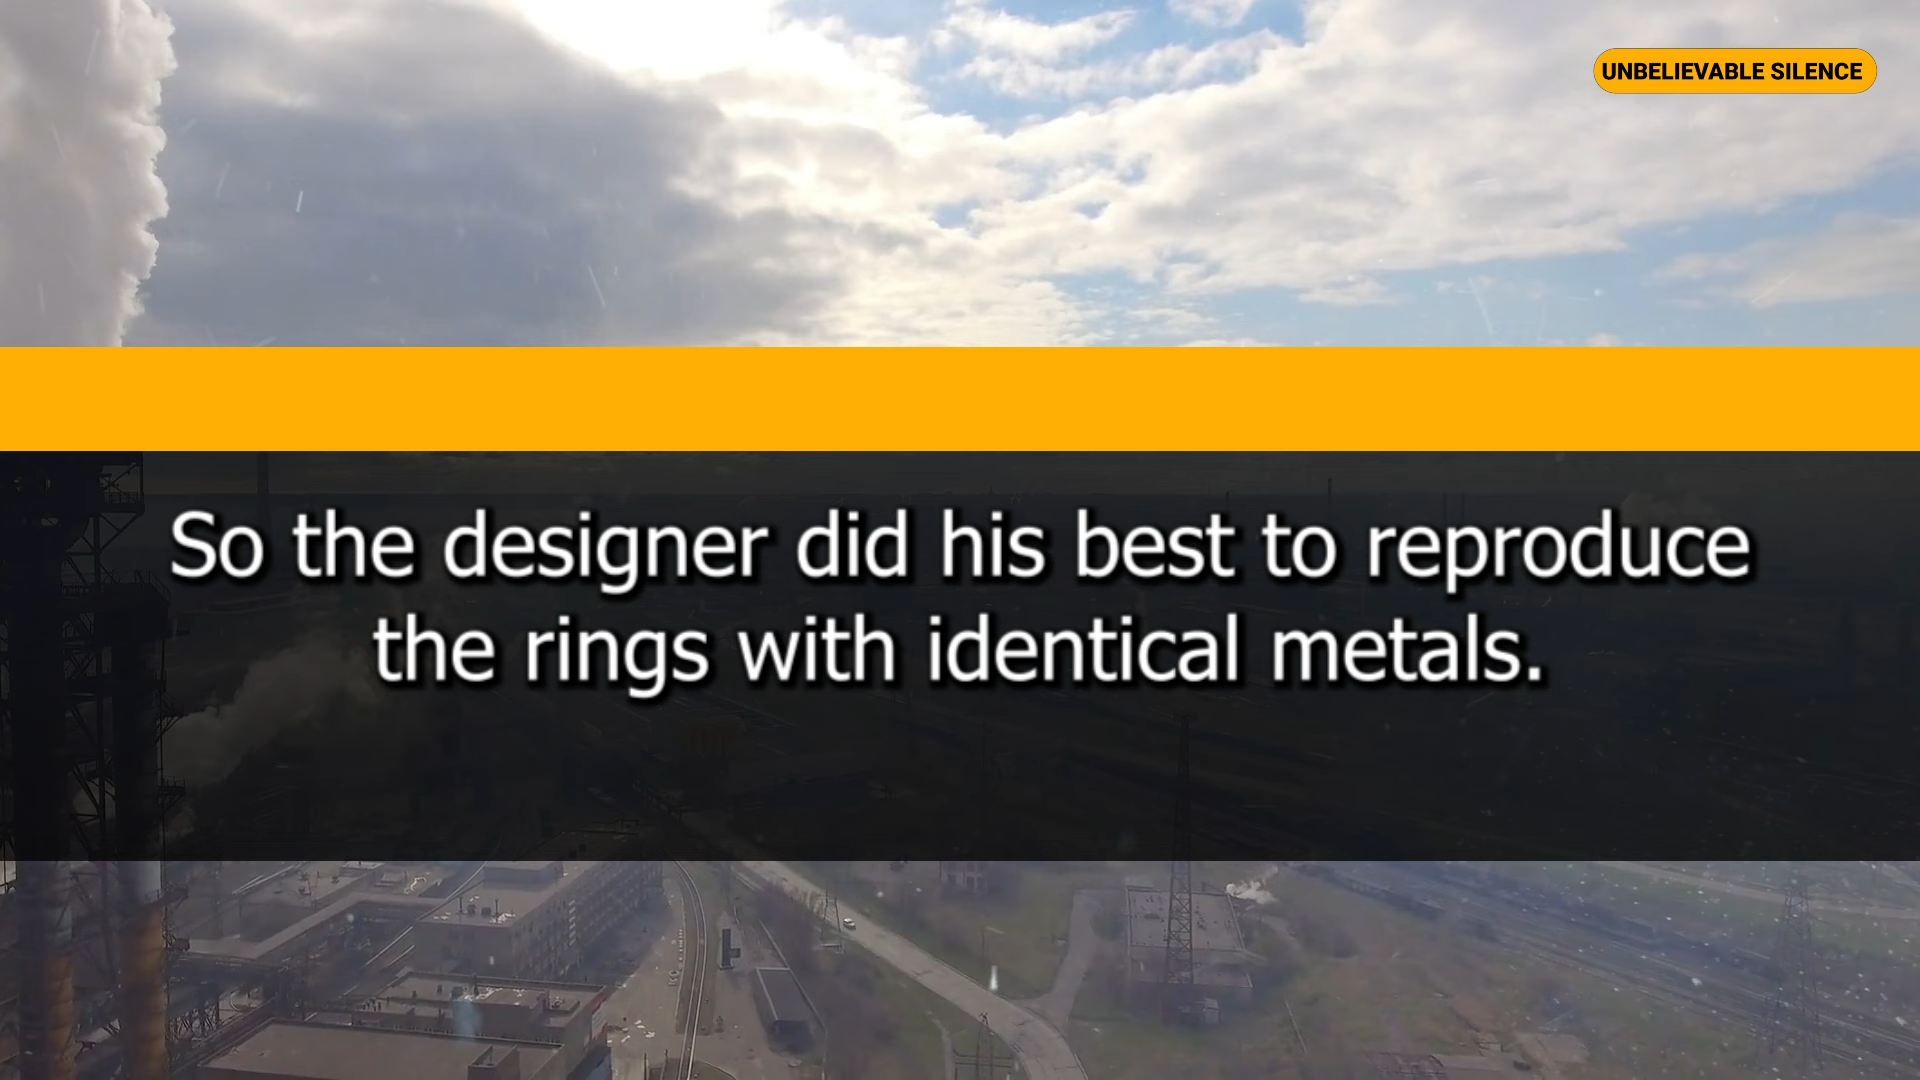 UNBELIEVABLE SILENCE
So the designer did his best to reproduce
the rings with identical metals.